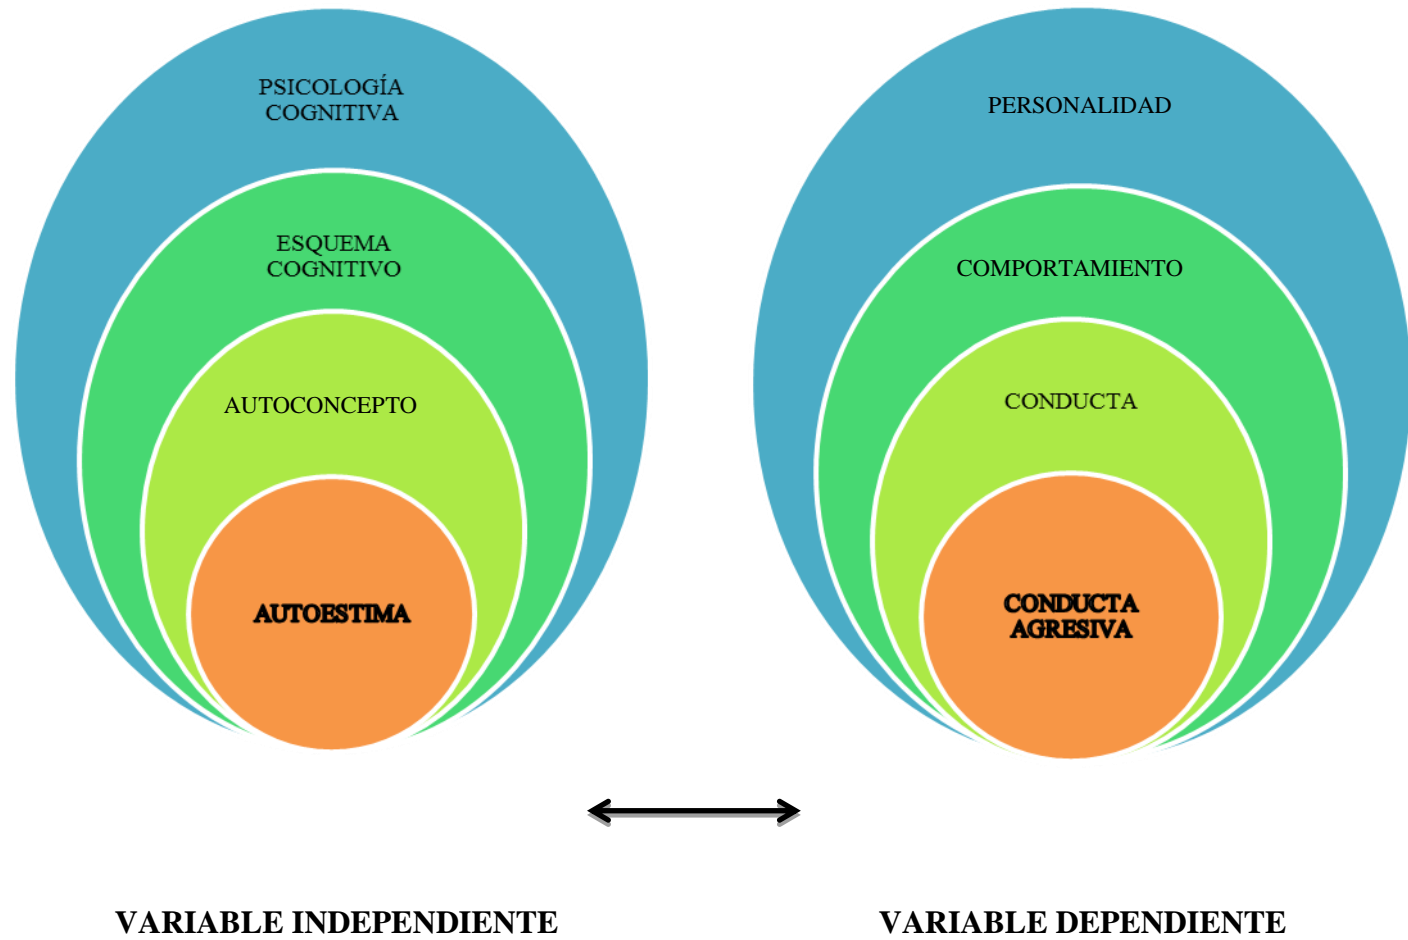 PSICOLOGÍA
COGNITIVA
ESQUEMA
COGNITIVO
AUTOCONCEPTO
AUTOESTIMA
PERSONALIDAD
COMPORTAMIENTO
CONDUCTA
CONDUCTA
AGRESIVA
VARIABLE INDEPENDIENTE
VARIABLE DEPENDIENTE